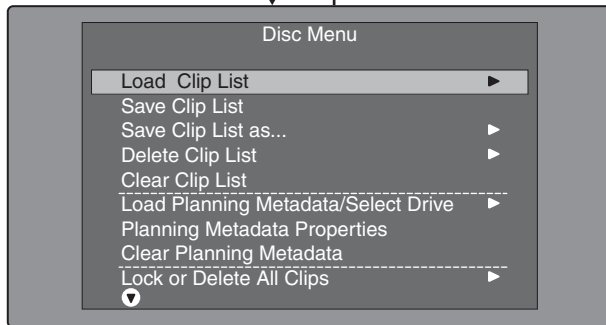 Disc Menu
Load Clip List
Save Clip List
Save Clip List as...
Delete Clip List
Clear Clip List
Load Planning Metadata/Select Drive
Planning Metadata Properties
Clear Planning Metadata
Lock or Delete All Clips